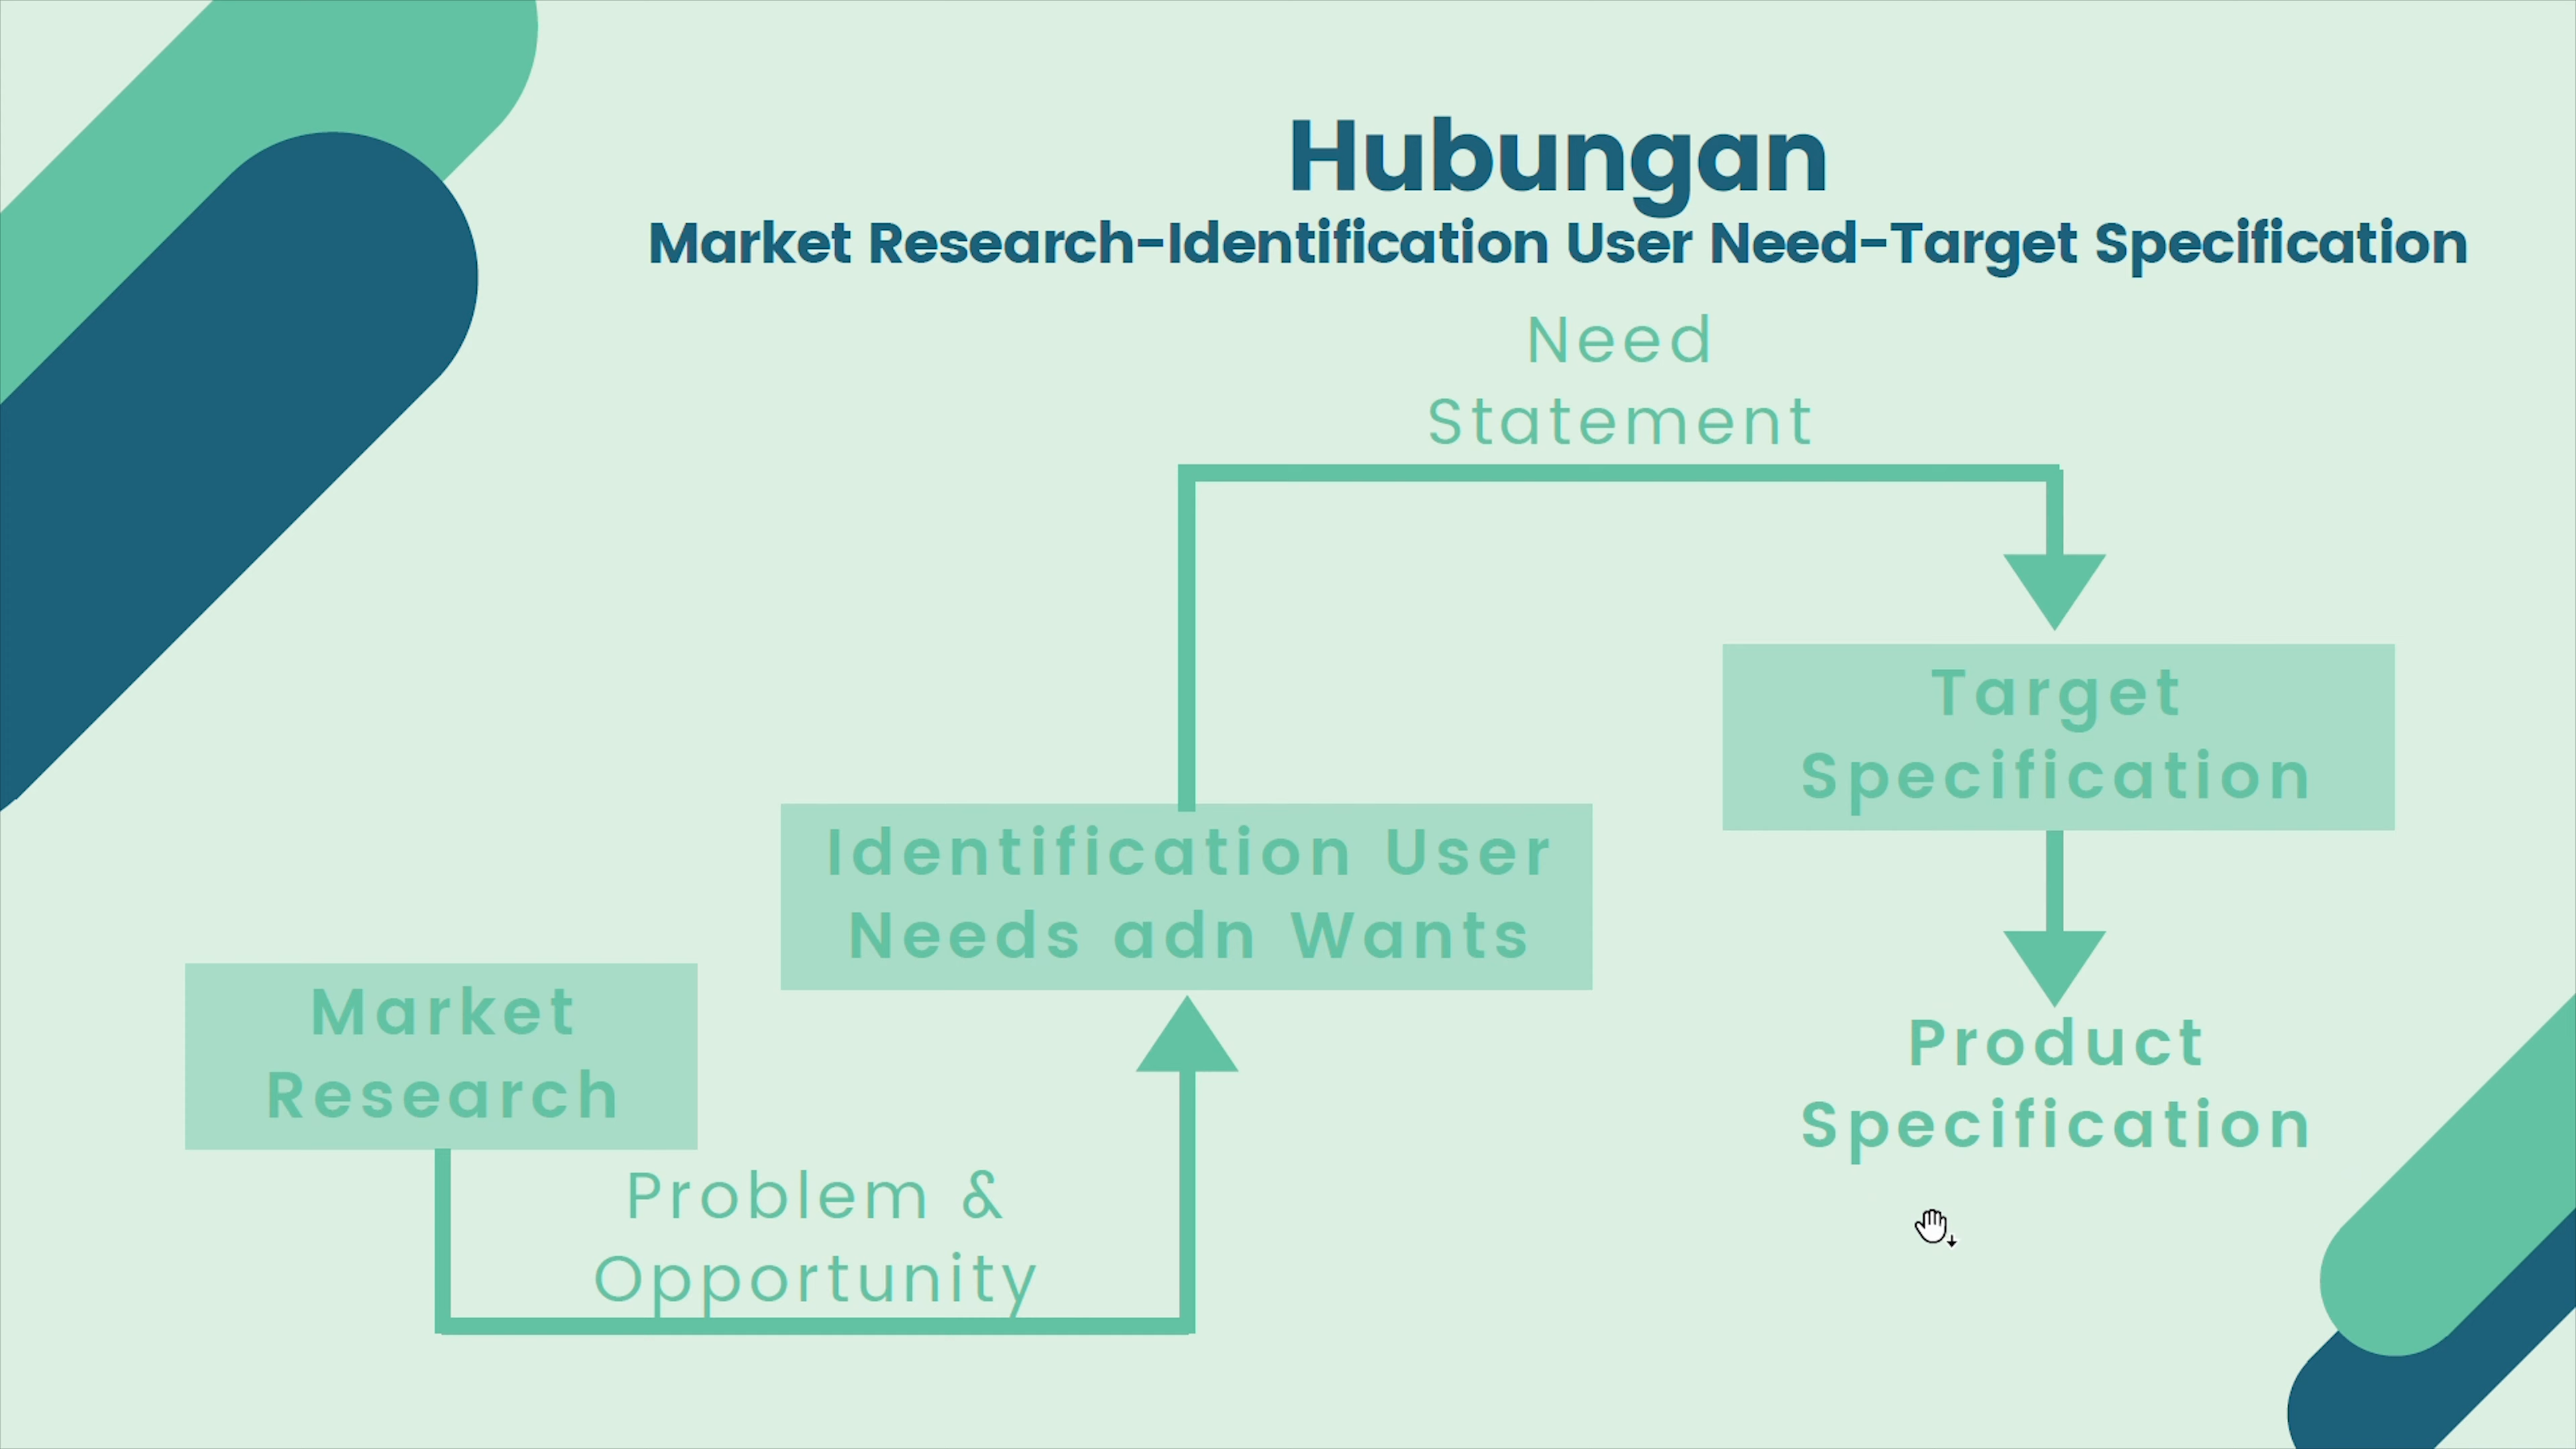 Hubungan
Market Research-Identification User Need-Target Specification
Need
Statement
Target
Specification
Identification User
Needs adn Wants
Market
Research
Product
Specification
Problem &
Opportunity